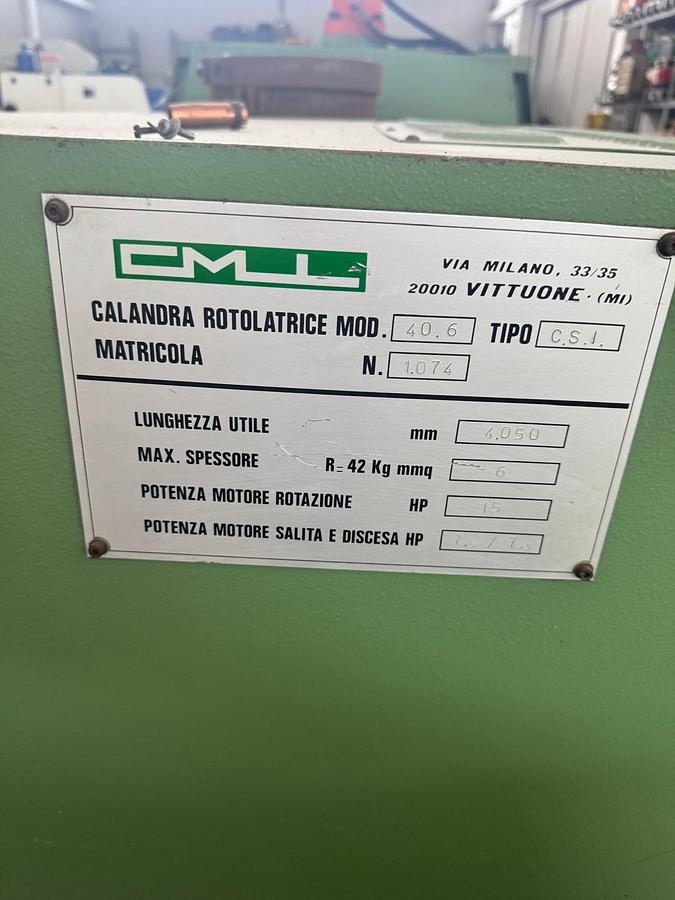 CMLL
VIA MILANO, 33/35
20010 VITTUONE · (MI)
CALANDRA ROTOLATRICE MOD. 40.6 TIPO C.S.I.
MATRICOLA N. 1.074
LUNGHEZZA UTILE mm 4.050
MAX. SPESSORE R= 42 Kg mmq 6
POTENZA MOTORE ROTAZIONE HP 15
POTENZA MOTORE SALITA E DISCESA HP